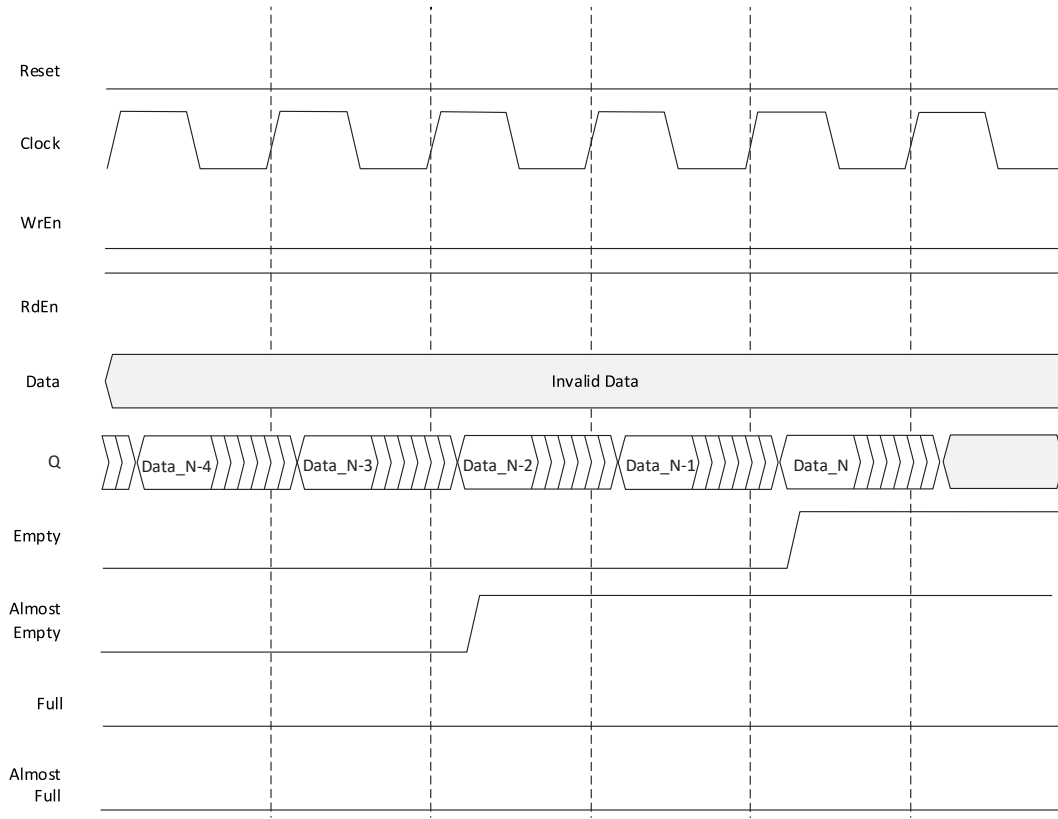 Reset
Clock
WrEn
RdEn
Data
Invalid Data
Q
Data_N-4
Data_N-3
Data_N-2
Data_N-1
Data_N
Empty
Almost
Empty
Full
Almost
Full